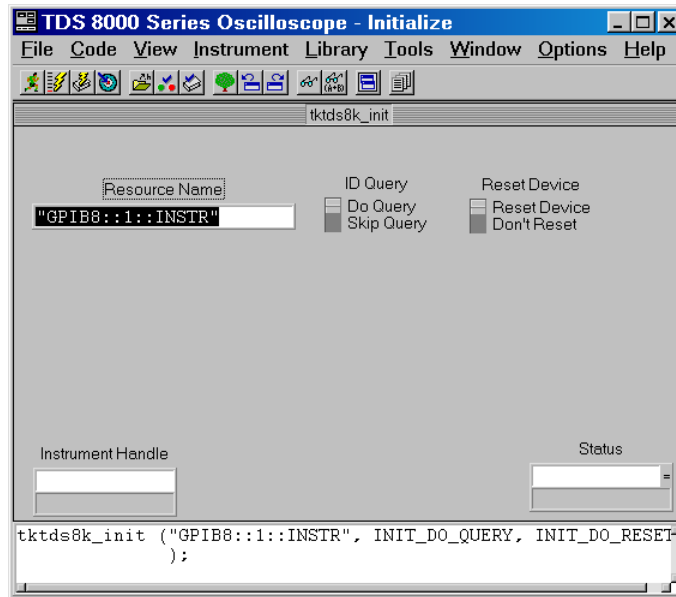 TDS 8000 Series Oscilloscope - Initialize
File Code View Instrument Library Tools Window Options Help
tktds8k_init
Resource Name
"GPIB8::1::INSTR"
ID Query
Do Query
Skip Query
Reset Device
Reset Device
Don't Reset
Instrument Handle
Status
=
tktds8k_init ("GPIB8::1::INSTR", INIT_DO_QUERY, INIT_DO_RESET
);